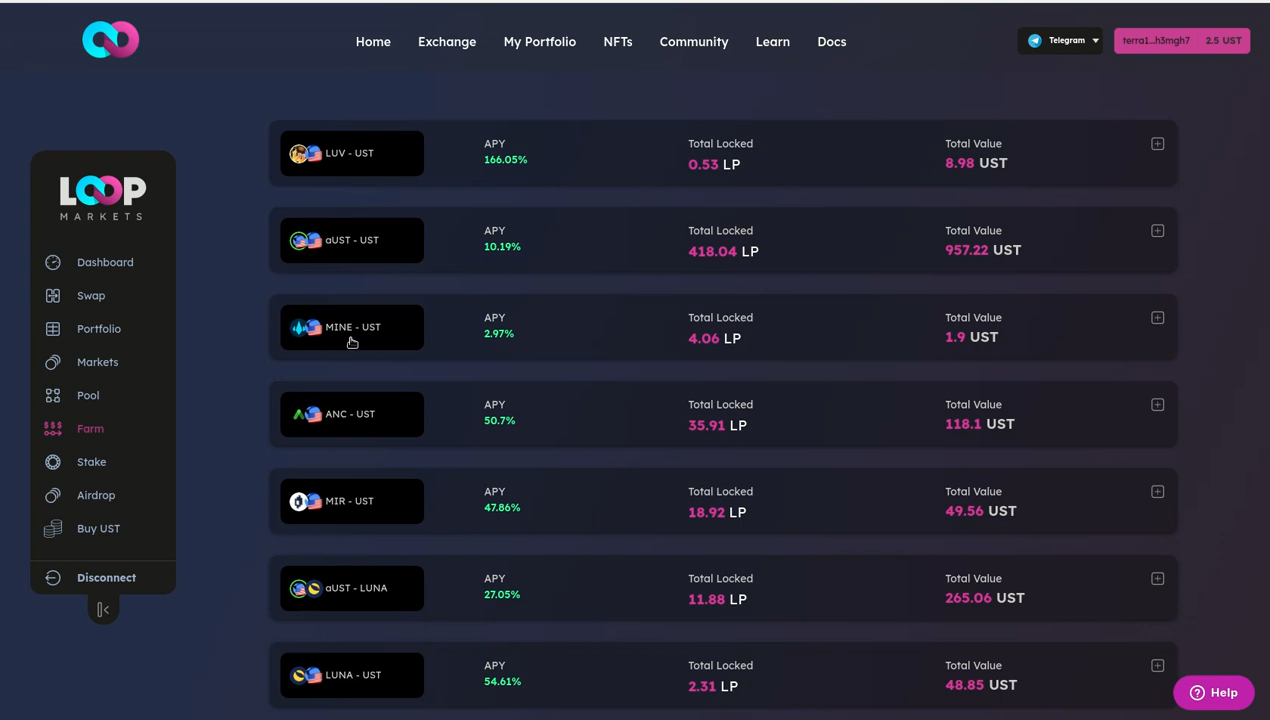 Home Exchange My Portfolio NFTs Community Learn Docs Telegram terra1...h3mgh7 2.5 UST
LOOP
MARKETS
Dashboard
Swap
Portfolio
Markets
Pool
Farm
Stake
Airdrop
Buy UST
Disconnect
LUV - UST
APY
166.05%
Total Locked
0.53 LP
Total Value
8.98 UST
aUST - UST
APY
10.19%
Total Locked
418.04 LP
Total Value
957.22 UST
MINE - UST
APY
2.97%
Total Locked
4.06 LP
Total Value
1.9 UST
ANC - UST
APY
50.7%
Total Locked
35.91 LP
Total Value
118.1 UST
MIR - UST
APY
47.86%
Total Locked
18.92 LP
Total Value
49.56 UST
aUST - LUNA
APY
27.05%
Total Locked
11.88 LP
Total Value
265.06 UST
LUNA - UST
APY
54.61%
Total Locked
2.31 LP
Total Value
48.85 UST
Help